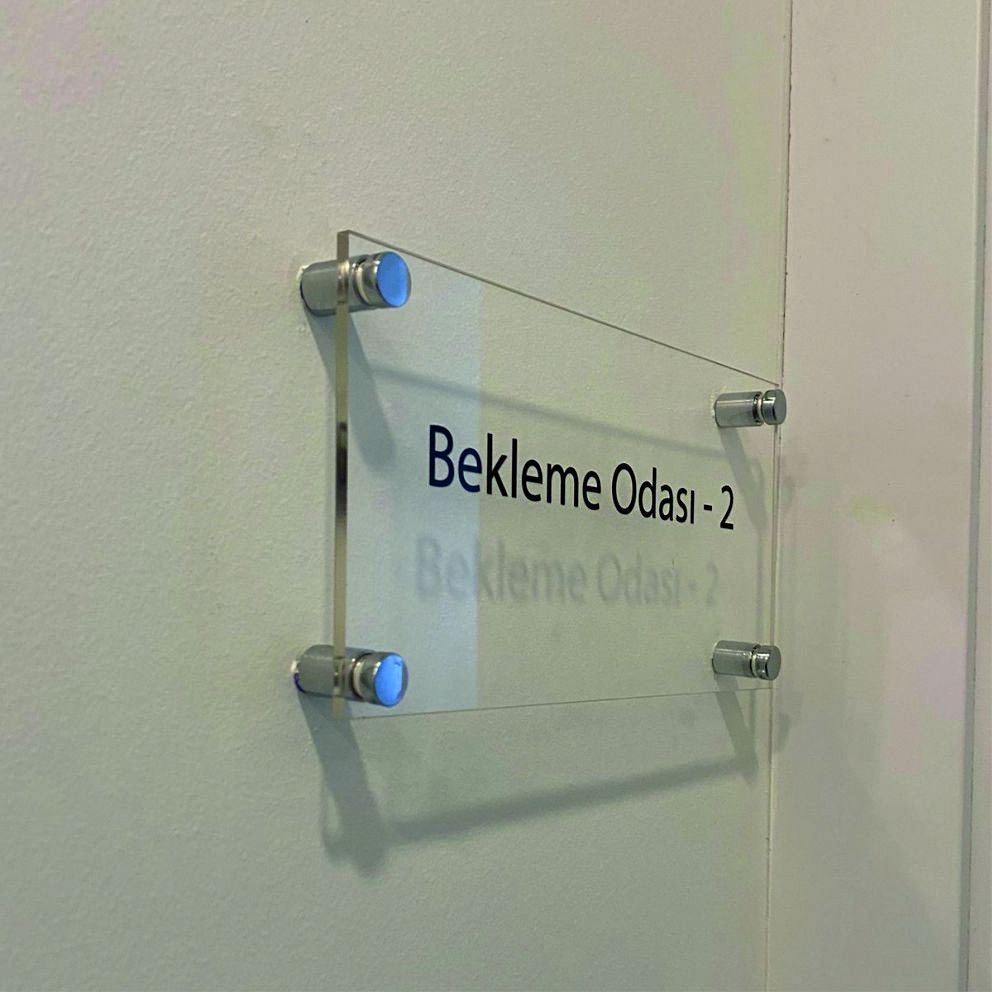 Bekleme Odası - 2